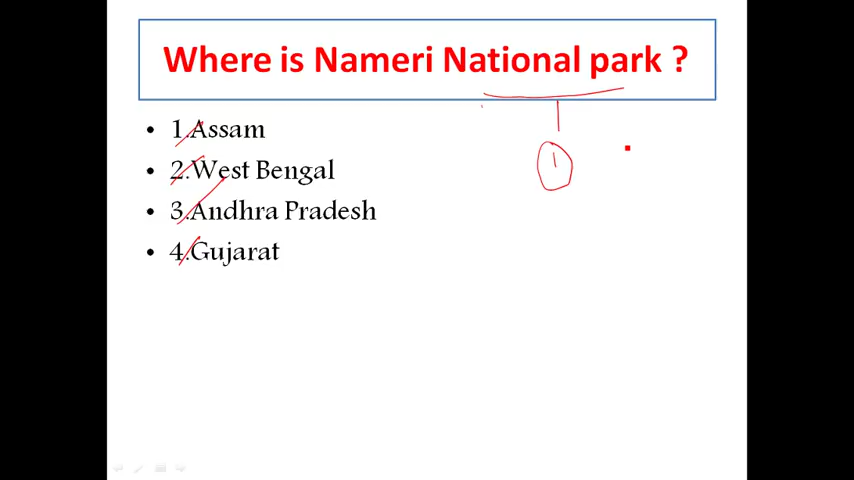 Where is Nameri National park ?
• 1.Assam
1
• 2.West Bengal
• 3.Andhra Pradesh
• 4.Gujarat